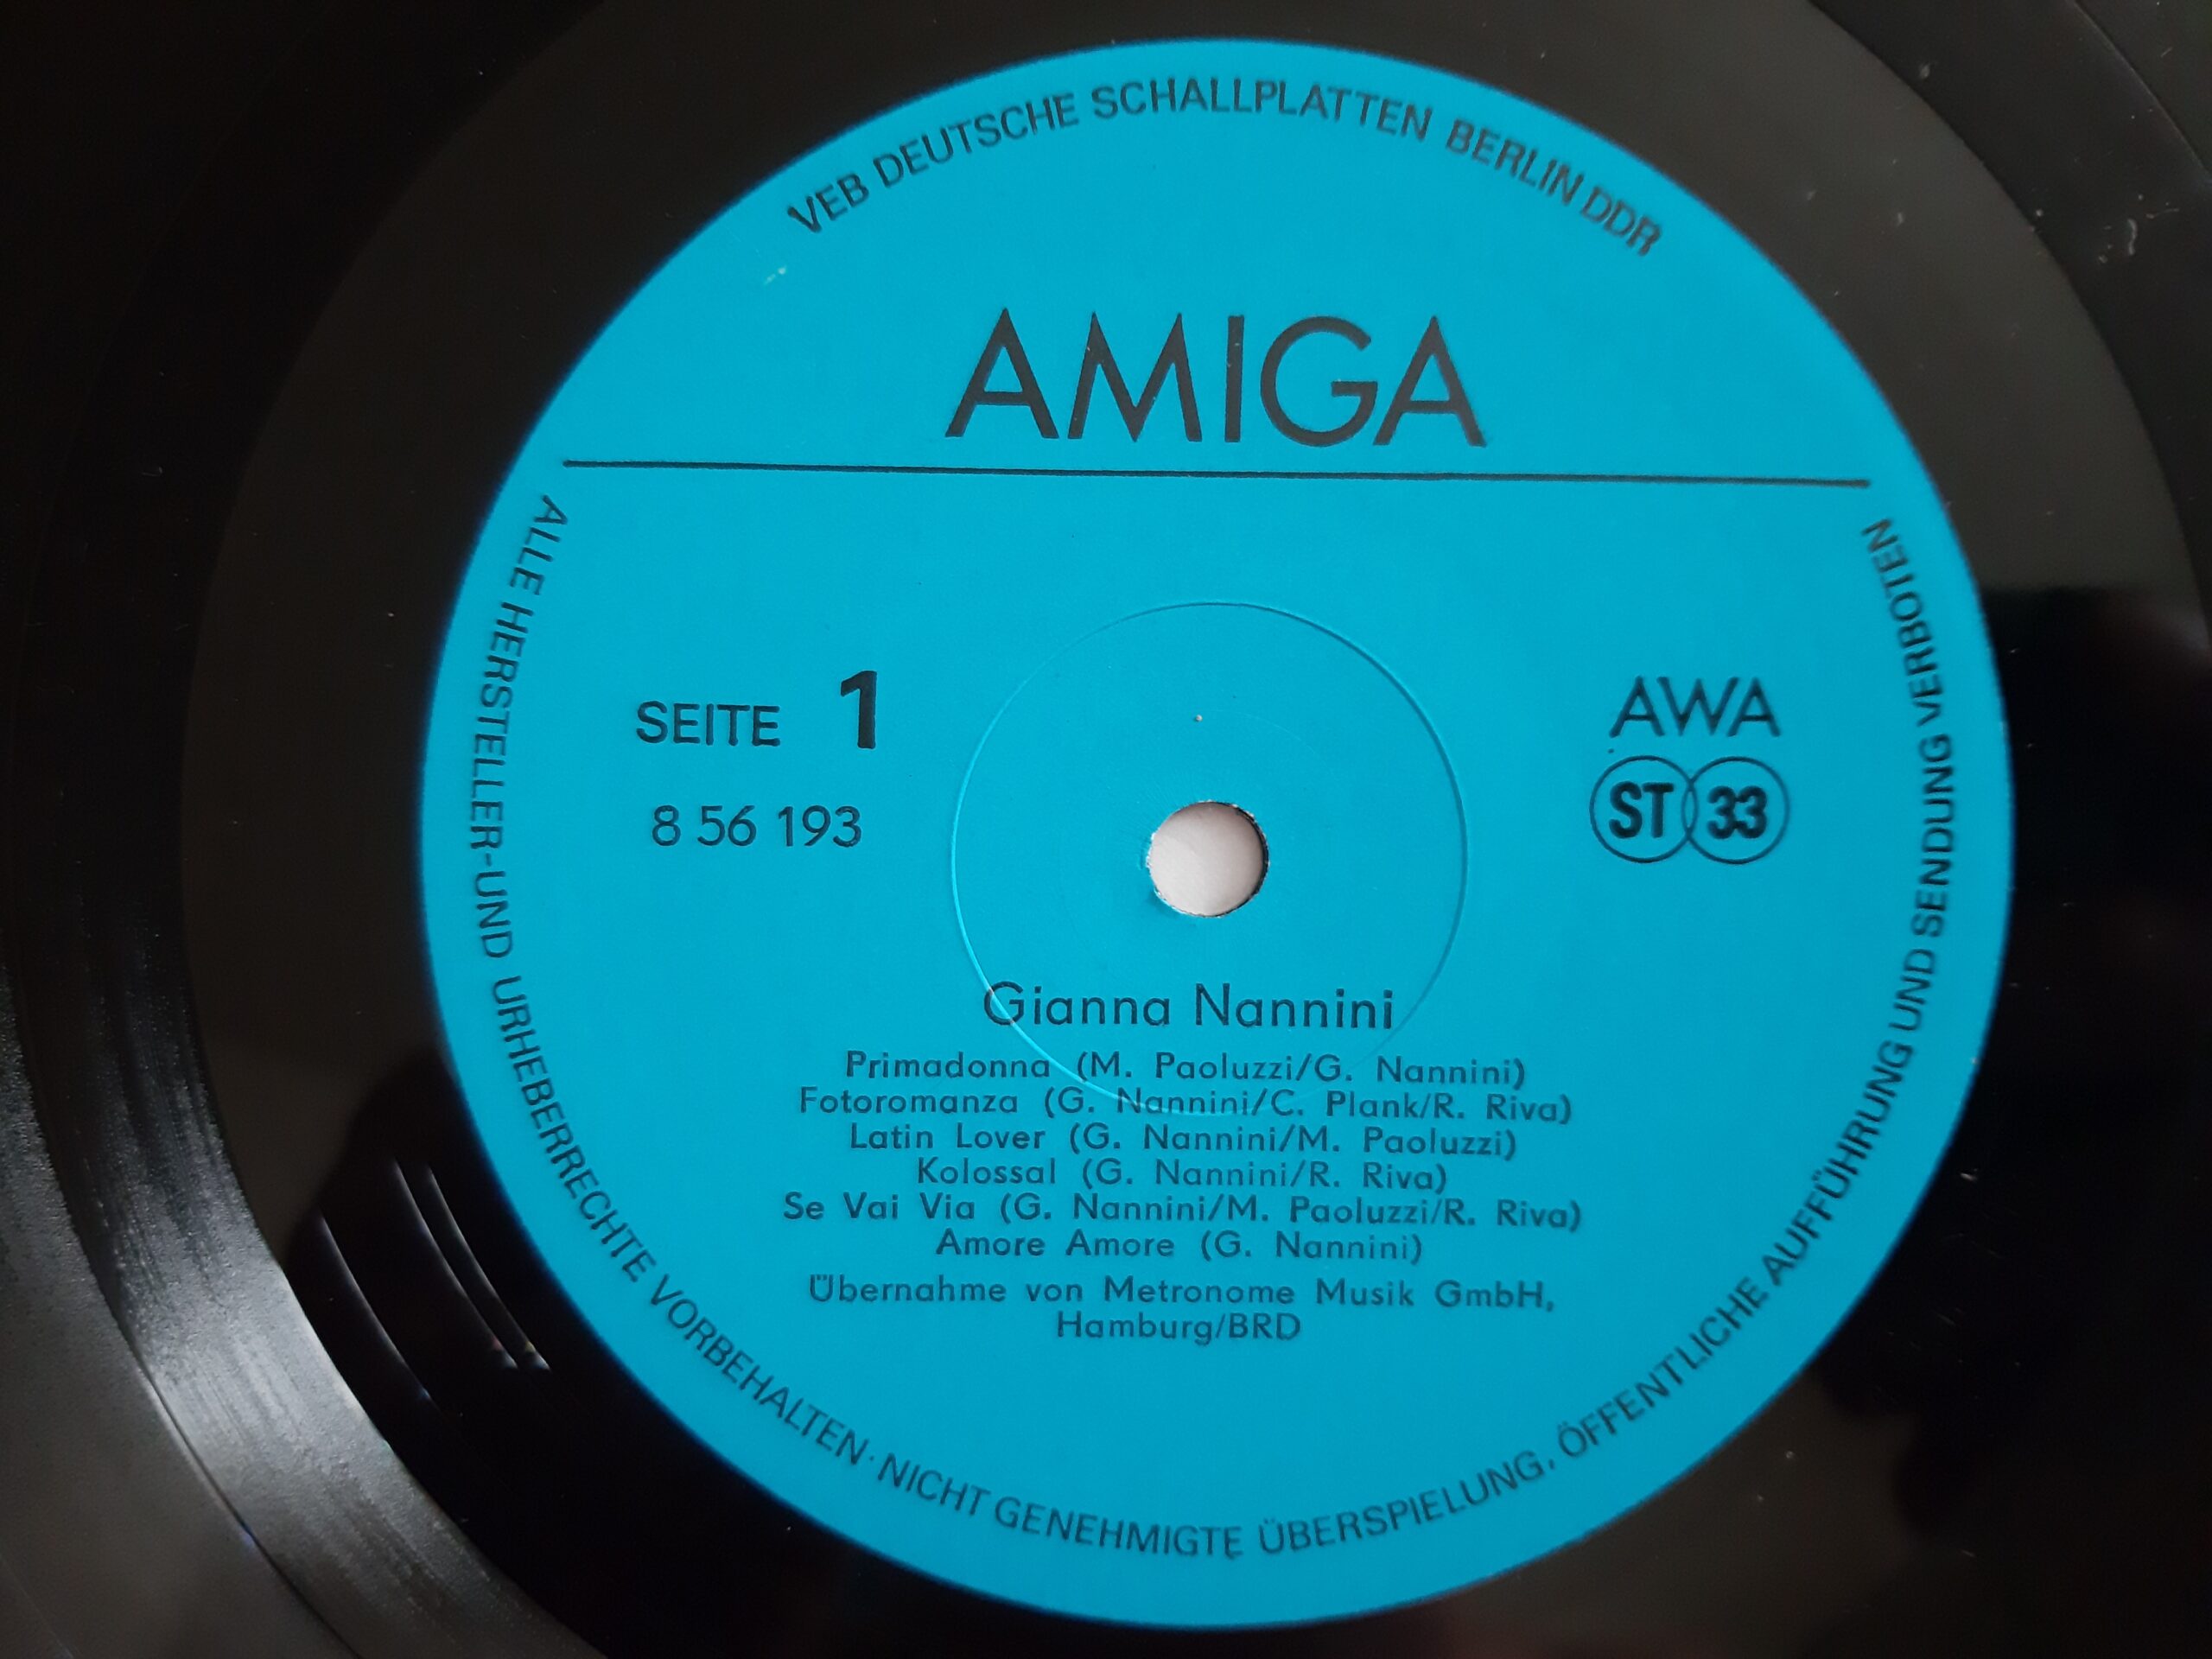 VEB DEUTSCHE SCHALLPLATTEN BERLIN DDR
AMIGA
SEITE 1
8 56 193
AWA
ST 33
Gianna Nannini
Primadonna (M. Paoluzzi/G. Nannini)
Fotoromanza (G. Nannini/C. Plank/R. Riva)
Latin Lover (G. Nannini/M. Paoluzzi)
Kolossal (G. Nannini/R. Riva)
Se Vai Via (G. Nannini/M. Paoluzzi/R. Riva)
Amore Amore (G. Nannini)
Übernahme von Metronome Musik GmbH,
Hamburg/BRD
ALLE HERSTELLER-UND URHEBERRECHTE VORBEHALTEN · NICHT GENEHMIGTE ÜBERSPIELUNG, ÖFFENTLICHE AUFFÜHRUNG UND SENDUNG VERBOTEN